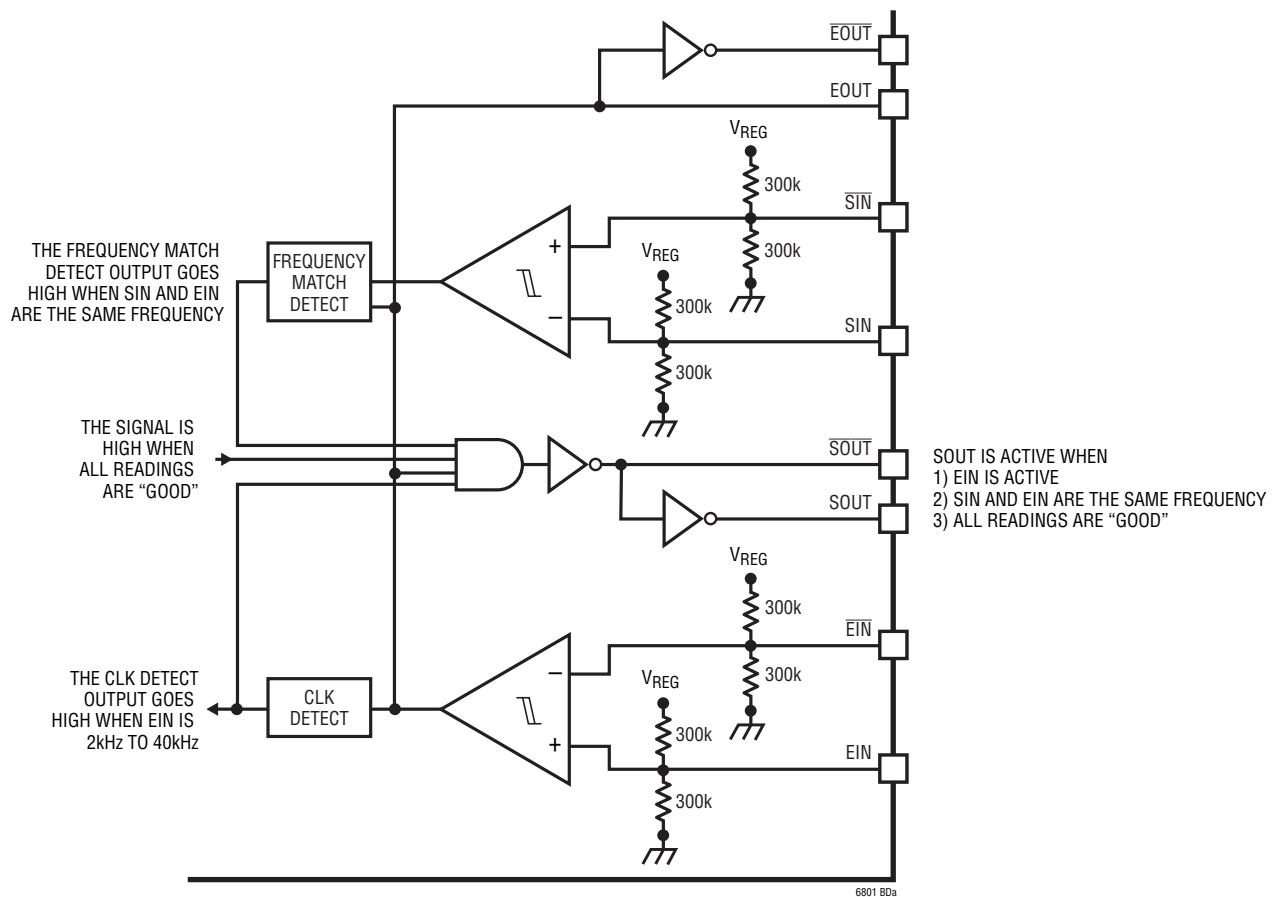 EOUT
EOUT
VREG
300k
SIN
300k
VREG
300k
SIN
300k
THE FREQUENCY MATCH
DETECT OUTPUT GOES
HIGH WHEN SIN AND EIN
ARE THE SAME FREQUENCY
FREQUENCY
MATCH
DETECT
+
–
THE SIGNAL IS
HIGH WHEN
ALL READINGS
ARE “GOOD”
SOUT
SOUT
SOUT IS ACTIVE WHEN
1) EIN IS ACTIVE
2) SIN AND EIN ARE THE SAME FREQUENCY
3) ALL READINGS ARE “GOOD”
VREG
300k
EIN
300k
VREG
300k
EIN
300k
–
+
THE CLK DETECT
OUTPUT GOES
HIGH WHEN EIN IS
2kHz TO 40kHz
CLK
DETECT
6801 BDa